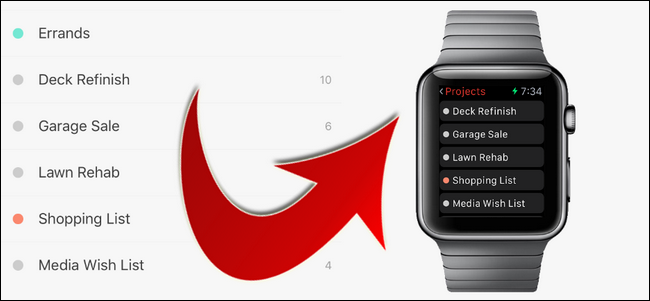 Errands
Deck Refinish 10
Garage Sale 6
Lawn Rehab
Shopping List
Media Wish List 4
Projects 7:34
Deck Refinish
Garage Sale
Lawn Rehab
Shopping List
Media Wish List